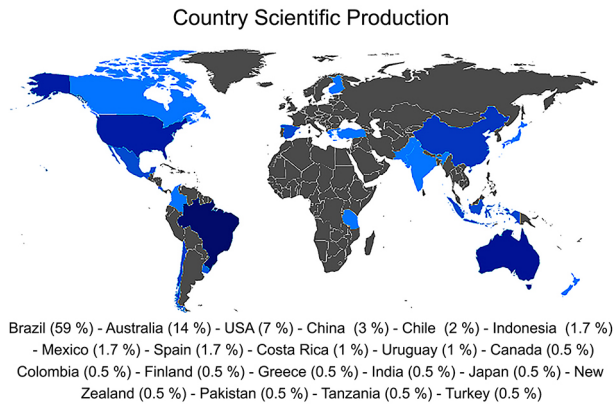 Country Scientific Production
Brazil (59 %) - Australia (14 %) - USA (7 %) - China (3 %) - Chile (2 %) - Indonesia (1.7 %)
- Mexico (1.7 %) - Spain (1.7 %) - Costa Rica (1 %) - Uruguay (1 %) - Canada (0.5 %)
Colombia (0.5 %) - Finland (0.5 %) - Greece (0.5 %) - India (0.5 %) - Japan (0.5 %) - New
Zealand (0.5 %) - Pakistan (0.5 %) - Tanzania (0.5 %) - Turkey (0.5 %)